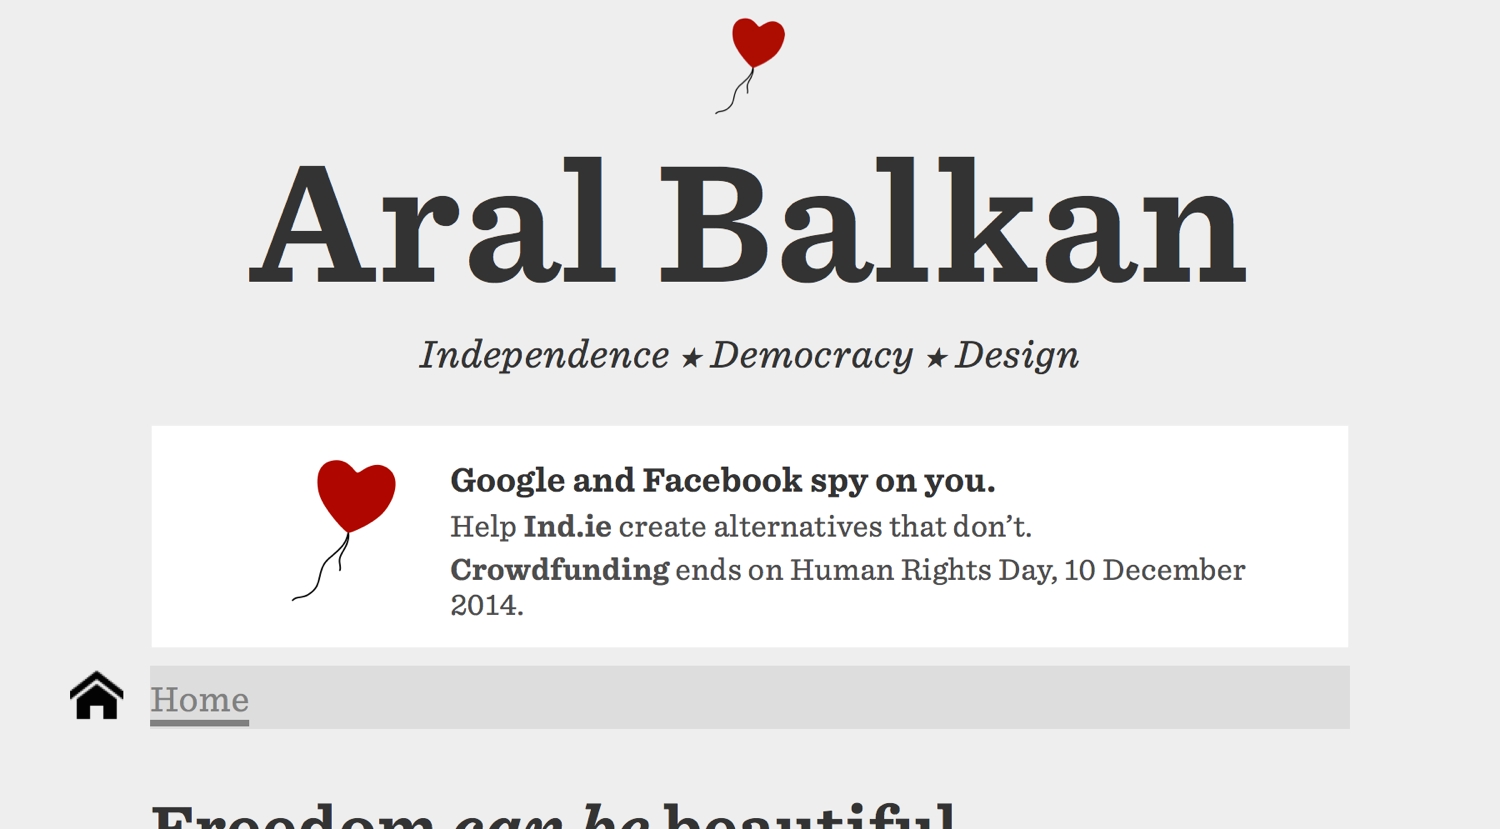 Aral Balkan
Independence ★ Democracy ★ Design
Google and Facebook spy on you.
Help Ind.ie create alternatives that don’t.
Crowdfunding ends on Human Rights Day, 10 December
2014.
Home
Freedom can be beautiful